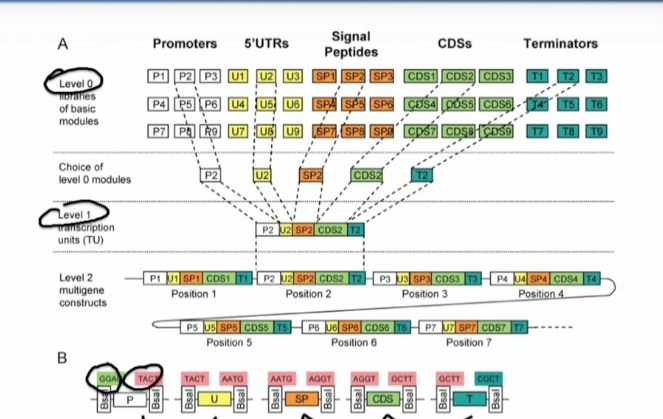 A
Promoters 5'UTRs Signal Peptides CDSs Terminators
Level 0 libraries of basic modules
P1 P2 P3 U1 U2 U3 SP1 SP2 SP3 CDS1 CDS2 CDS3 T1 T2 T3
P4 P5 P6 U4 U5 U6 SP4 SP5 SP6 CDS4 CDS5 CDS6 T4 T5 T6
P7 P8 P9 U7 U8 U9 SP7 SP8 SP9 CDS7 CDS8 CDS9 T7 T8 T9
Choice of level 0 modules
P2 U2 SP2 CDS2 T2
Level 1 transcription units (TU)
P2 U2 SP2 CDS2 T2
Level 2 multigene constructs
P1 U1 SP1 CDS1 T1 P2 U2 SP2 CDS2 T2 P3 U3 SP3 CDS3 T3 P4 U4 SP4 CDS4 T4
Position 1 Position 2 Position 3 Position 4
P5 U5 SP5 CDS5 T5 P6 U6 SP6 CDS6 T6 P7 U7 SP7 CDS7 T7
Position 5 Position 6 Position 7
B
TACT TACT AATG AATG AGGT AGGT GCTT GCTT CGCT
BsaI P BsaI BsaI U BsaI BsaI SP BsaI BsaI CDS BsaI BsaI T BsaI